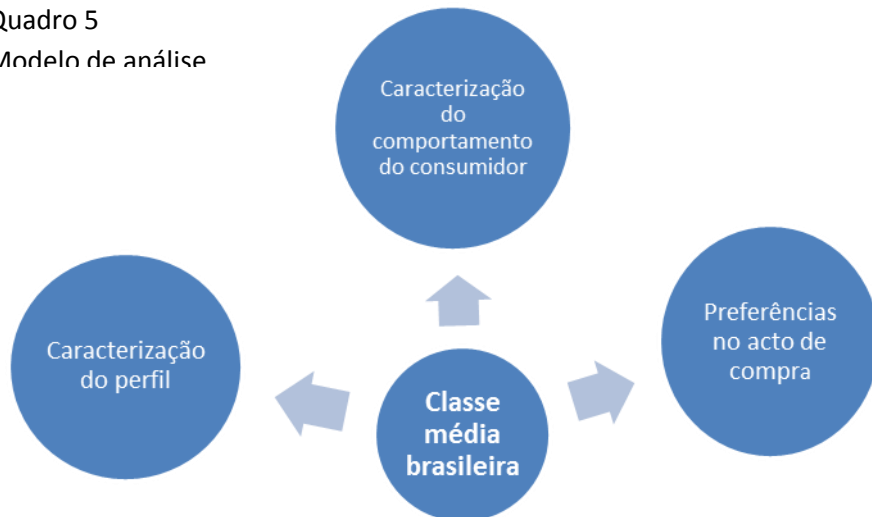 Quadro 5
Modelo de análise
Caracterização
do
comportamento
do consumidor
Preferências
no acto de
compra
Caracterização
do perfil
Classe
média
brasileira